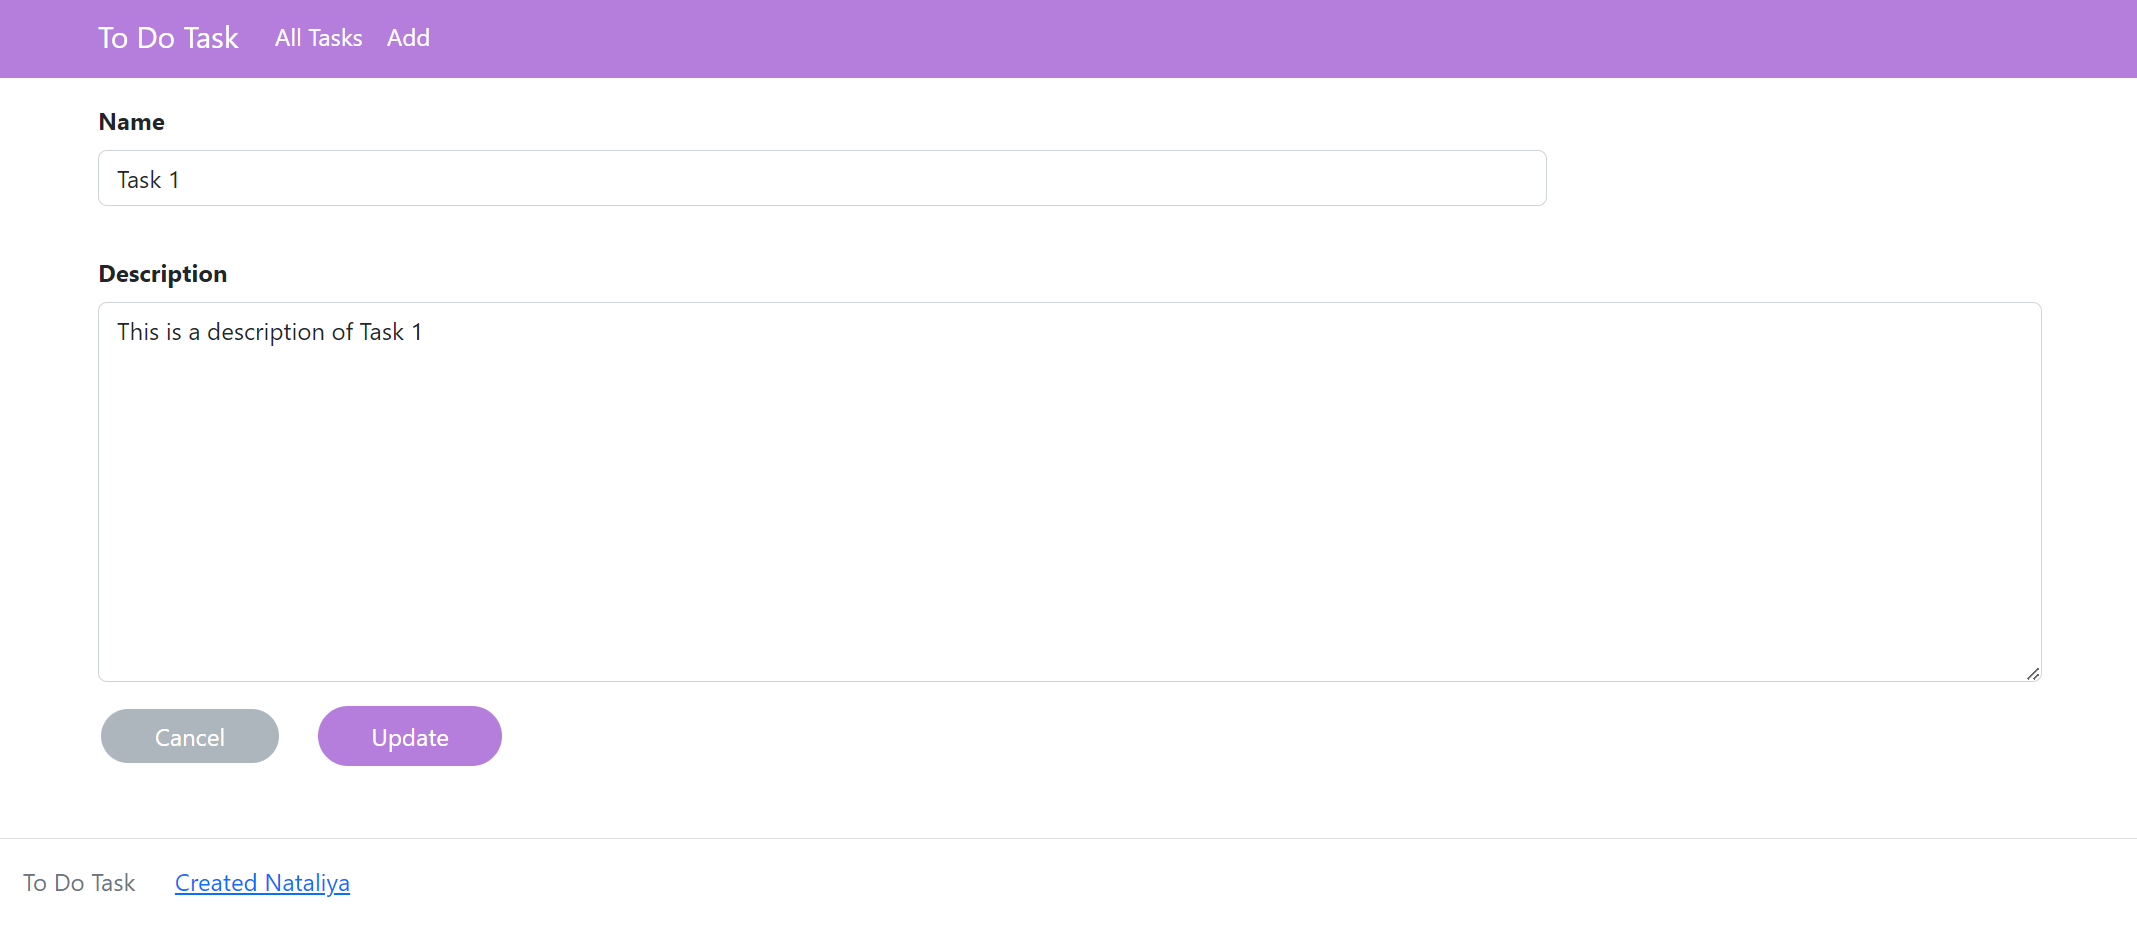 To Do Task All Tasks Add
Name
Task 1
Description
This is a description of Task 1
Cancel Update
To Do Task Created Nataliya